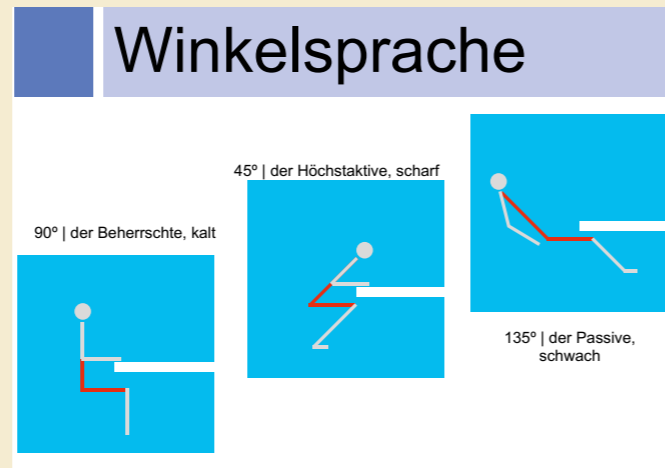 Winkelsprache
90º | der Beherrschte, kalt
45º | der Höchstaktive, scharf
135º | der Passive,
schwach